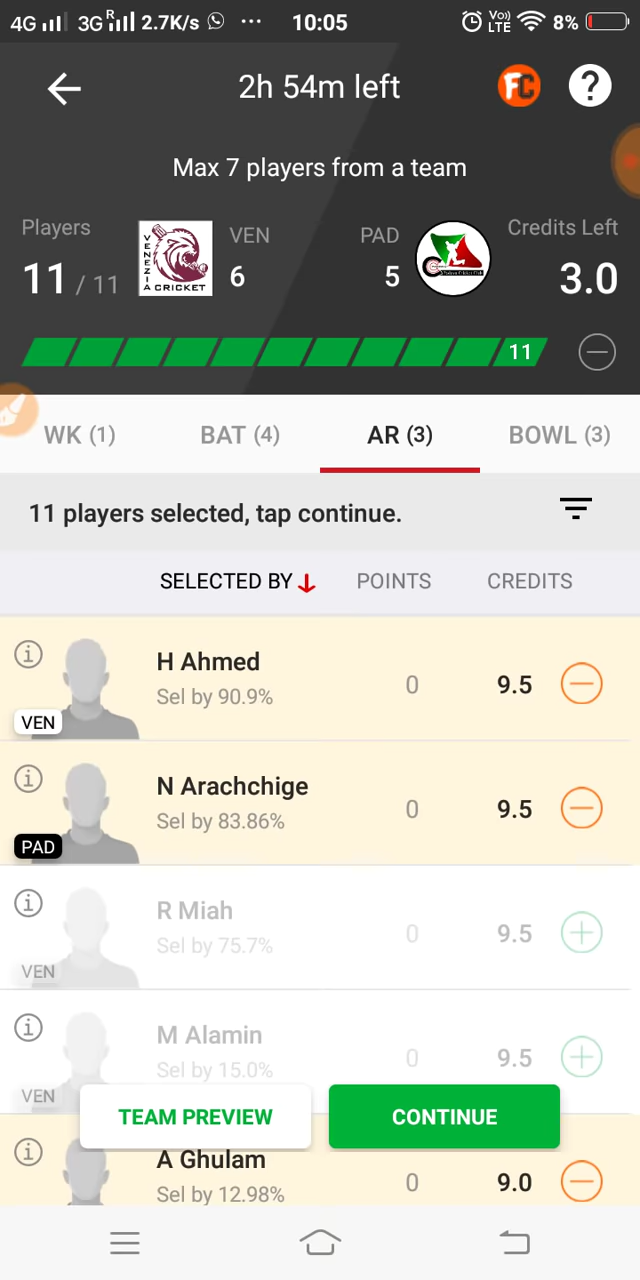 4G 3G R 2.7K/s ... 10:05 Vo) LTE 8%
2h 54m left FC ?
Max 7 players from a team
Players VEN PAD Credits Left
11 / 11 6 5 3.0
VENEZIA CRICKET
11
WK (1) BAT (4) AR (3) BOWL (3)
11 players selected, tap continue.
SELECTED BY POINTS CREDITS
H Ahmed
Sel by 90.9% 0 9.5
VEN
N Arachchige
Sel by 83.86% 0 9.5
PAD
R Miah
Sel by 75.7% 0 9.5
VEN
M Alamin
Sel by 15.0% 0 9.5
VEN
TEAM PREVIEW CONTINUE
A Ghulam
Sel by 12.98% 0 9.0